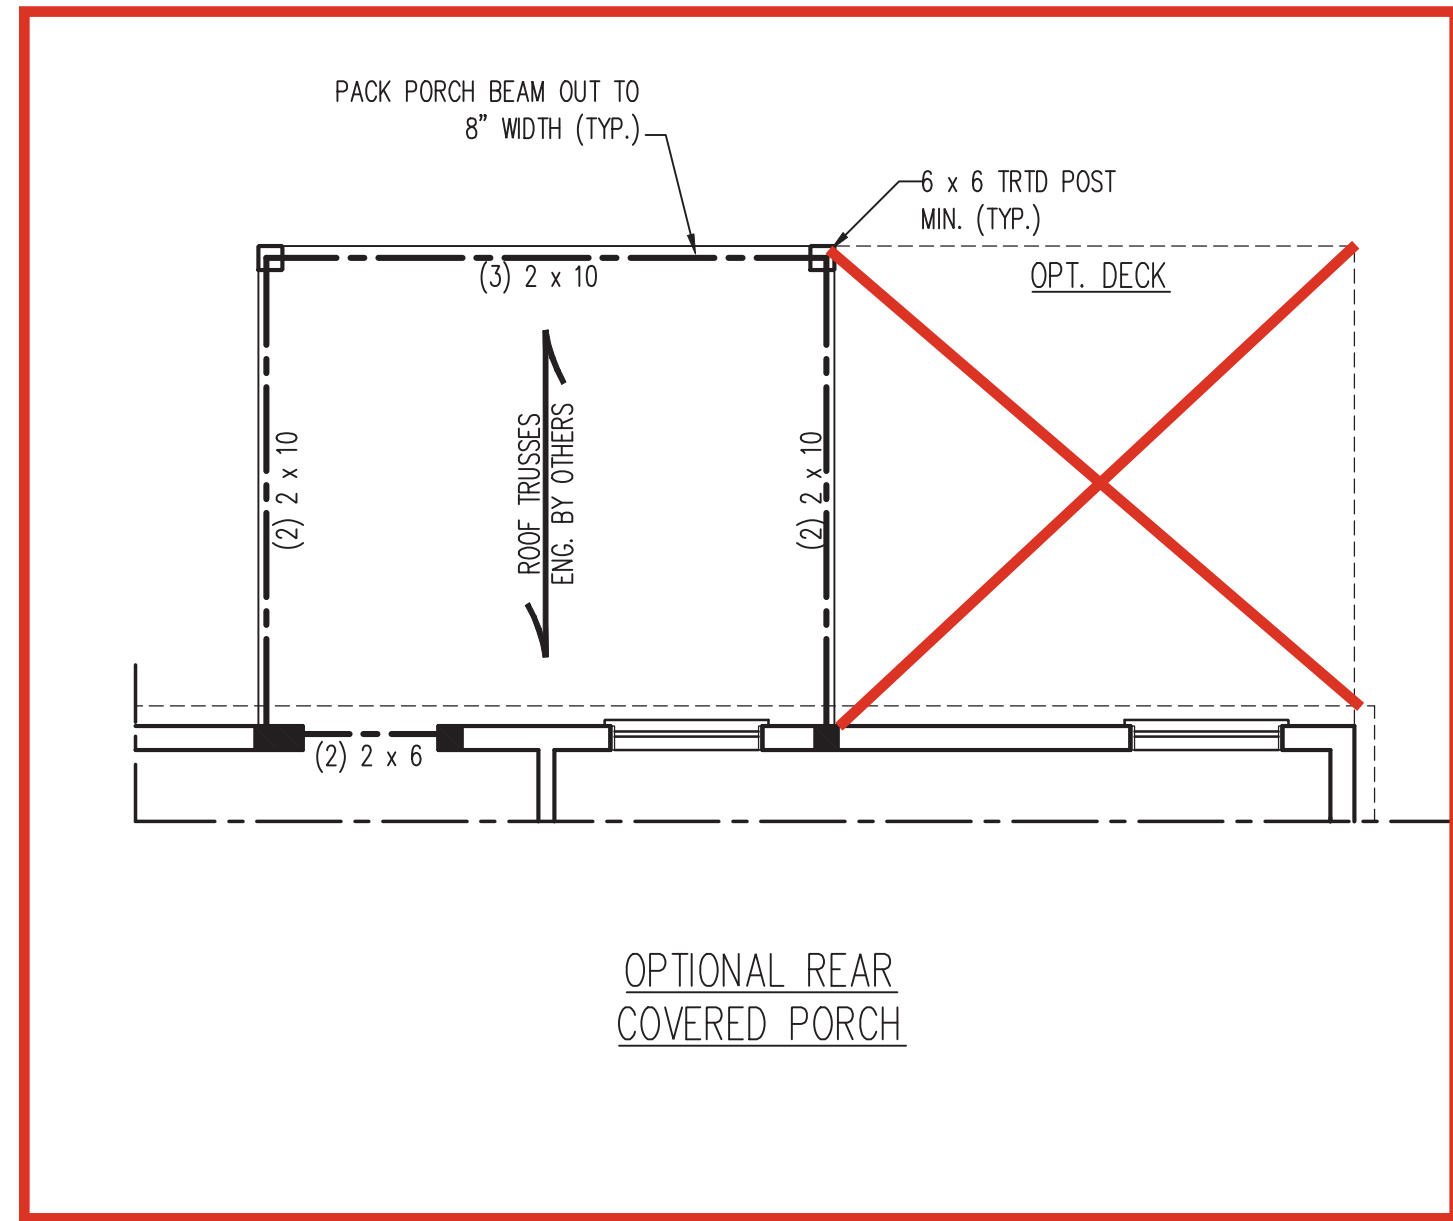 PACK PORCH BEAM OUT TO
8" WIDTH (TYP.)
6 x 6 TRTD POST
MIN. (TYP.)
OPT. DECK
(3) 2 x 10
(2) 2 x 10
ROOF TRUSSES
ENG. BY OTHERS
(2) 2 x 10
(2) 2 x 6
OPTIONAL REAR
COVERED PORCH